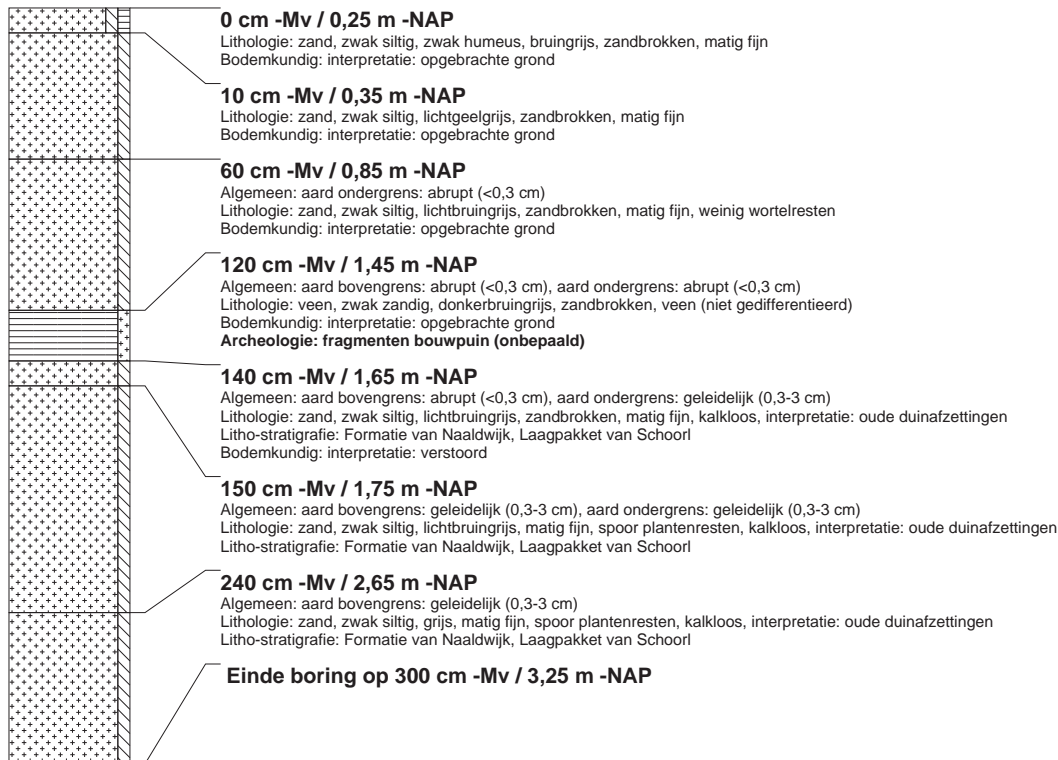 0 cm -Mv / 0,25 m -NAP
Lithologie: zand, zwak siltig, zwak humeus, bruingrijs, zandbrokken, matig fijn
Bodemkundig: interpretatie: opgebrachte grond
10 cm -Mv / 0,35 m -NAP
Lithologie: zand, zwak siltig, lichtgeelgrijs, zandbrokken, matig fijn
Bodemkundig: interpretatie: opgebrachte grond
60 cm -Mv / 0,85 m -NAP
Algemeen: aard ondergrens: abrupt (<0,3 cm)
Lithologie: zand, zwak siltig, lichtbruingrijs, zandbrokken, matig fijn, weinig wortelresten
Bodemkundig: interpretatie: opgebrachte grond
120 cm -Mv / 1,45 m -NAP
Algemeen: aard bovengrens: abrupt (<0,3 cm), aard ondergrens: abrupt (<0,3 cm)
Lithologie: veen, zwak zandig, donkerbruingrijs, zandbrokken, veen (niet gedifferentieerd)
Bodemkundig: interpretatie: opgebrachte grond
Archeologie: fragmenten bouwpuin (onbepaald)
140 cm -Mv / 1,65 m -NAP
Algemeen: aard bovengrens: abrupt (<0,3 cm), aard ondergrens: geleidelijk (0,3-3 cm)
Lithologie: zand, zwak siltig, lichtbruingrijs, zandbrokken, matig fijn, kalkloos, interpretatie: oude duinafzettingen
Litho-stratigrafie: Formatie van Naaldwijk, Laagpakket van Schoorl
Bodemkundig: interpretatie: verstoord
150 cm -Mv / 1,75 m -NAP
Algemeen: aard bovengrens: geleidelijk (0,3-3 cm), aard ondergrens: geleidelijk (0,3-3 cm)
Lithologie: zand, zwak siltig, lichtbruingrijs, matig fijn, spoor plantenresten, kalkloos, interpretatie: oude duinafzettingen
Litho-stratigrafie: Formatie van Naaldwijk, Laagpakket van Schoorl
240 cm -Mv / 2,65 m -NAP
Algemeen: aard bovengrens: geleidelijk (0,3-3 cm)
Lithologie: zand, zwak siltig, grijs, matig fijn, spoor plantenresten, kalkloos, interpretatie: oude duinafzettingen
Litho-stratigrafie: Formatie van Naaldwijk, Laagpakket van Schoorl
Einde boring op 300 cm -Mv / 3,25 m -NAP